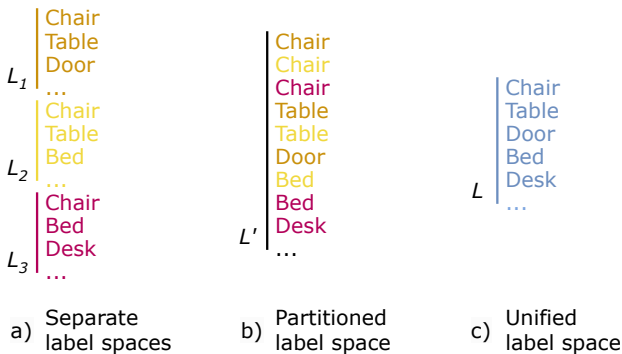 Chair
Table
Door
...
L1
Chair
Table
Bed
...
L2
Chair
Bed
Desk
...
L3
a) Separate
label spaces
Chair
Chair
Chair
Table
Table
Door
Bed
Bed
Desk
...
L'
b) Partitioned
label space
Chair
Table
Door
Bed
Desk
...
L
c) Unified
label space